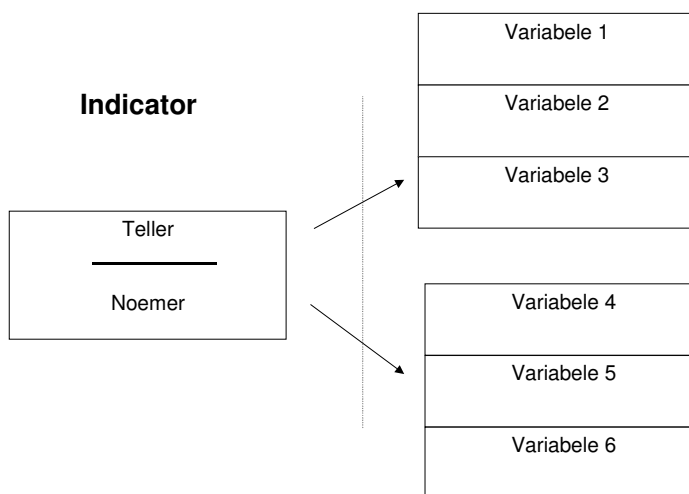 Indicator
Teller
Noemer
Variabele 1
Variabele 2
Variabele 3
Variabele 4
Variabele 5
Variabele 6